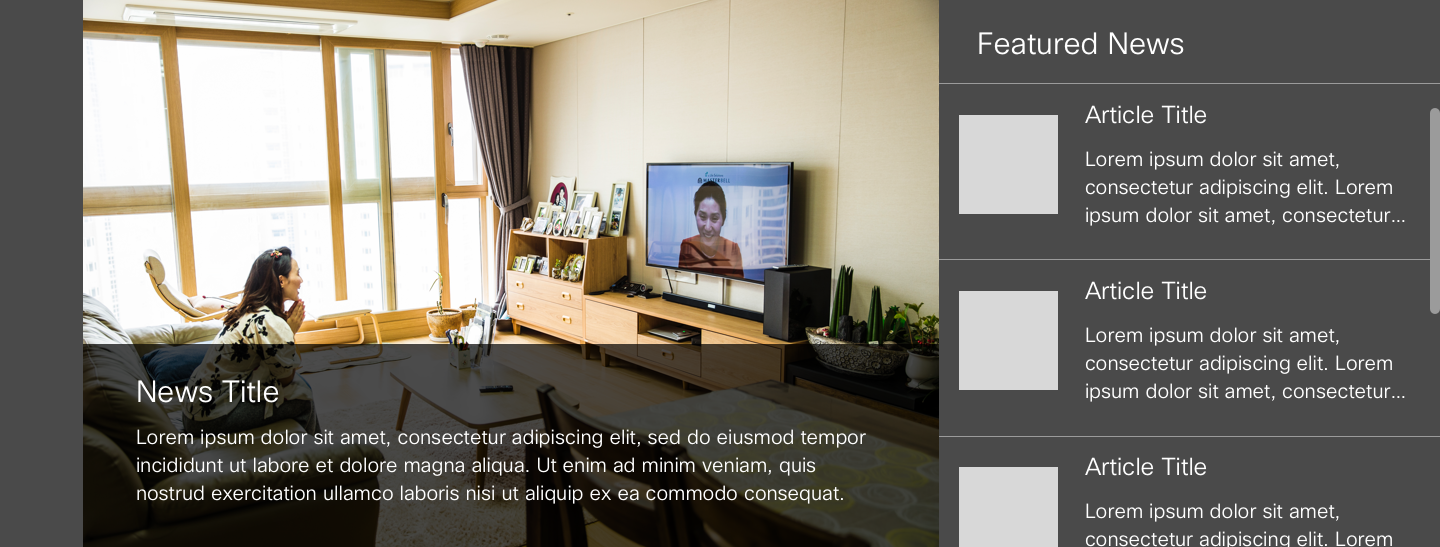 News Title
Lorem ipsum dolor sit amet, consectetur adipiscing elit, sed do eiusmod tempor
incididunt ut labore et dolore magna aliqua. Ut enim ad minim veniam, quis
nostrud exercitation ullamco laboris nisi ut aliquip ex ea commodo consequat.
Featured News
Article Title
Lorem ipsum dolor sit amet,
consectetur adipiscing elit. Lorem
ipsum dolor sit amet, consectetur...
Article Title
Lorem ipsum dolor sit amet,
consectetur adipiscing elit. Lorem
ipsum dolor sit amet, consectetur...
Article Title
Lorem ipsum dolor sit amet,
consectetur adipiscing elit. Lorem